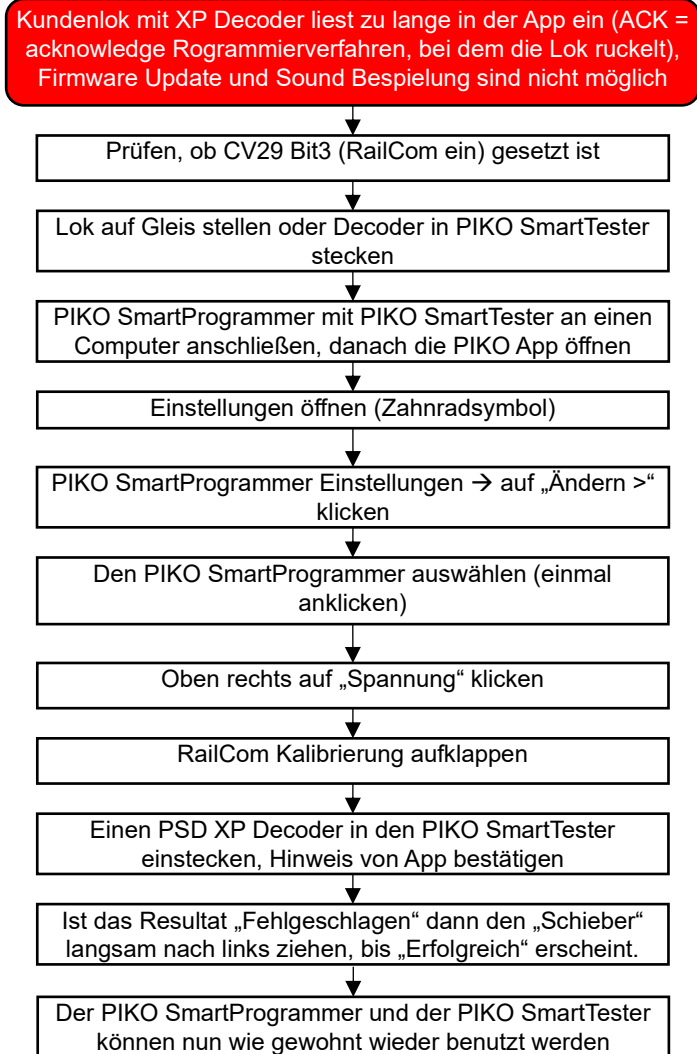 Kundenlok mit XP Decoder liest zu lange in der App ein (ACK =
acknowledge Rogrammierverfahren, bei dem die Lok ruckelt),
Firmware Update und Sound Bespielung sind nicht möglich
Prüfen, ob CV29 Bit3 (RailCom ein) gesetzt ist
Lok auf Gleis stellen oder Decoder in PIKO SmartTester
stecken
PIKO SmartProgrammer mit PIKO SmartTester an einen
Computer anschließen, danach die PIKO App öffnen
Einstellungen öffnen (Zahnradsymbol)
PIKO SmartProgrammer Einstellungen → auf „Ändern >“
klicken
Den PIKO SmartProgrammer auswählen (einmal
anklicken)
Oben rechts auf „Spannung“ klicken
RailCom Kalibrierung aufklappen
Einen PSD XP Decoder in den PIKO SmartTester
einstecken, Hinweis von App bestätigen
Ist das Resultat „Fehlgeschlagen“ dann den „Schieber“
langsam nach links ziehen, bis „Erfolgreich“ erscheint.
Der PIKO SmartProgrammer und der PIKO SmartTester
können nun wie gewohnt wieder benutzt werden